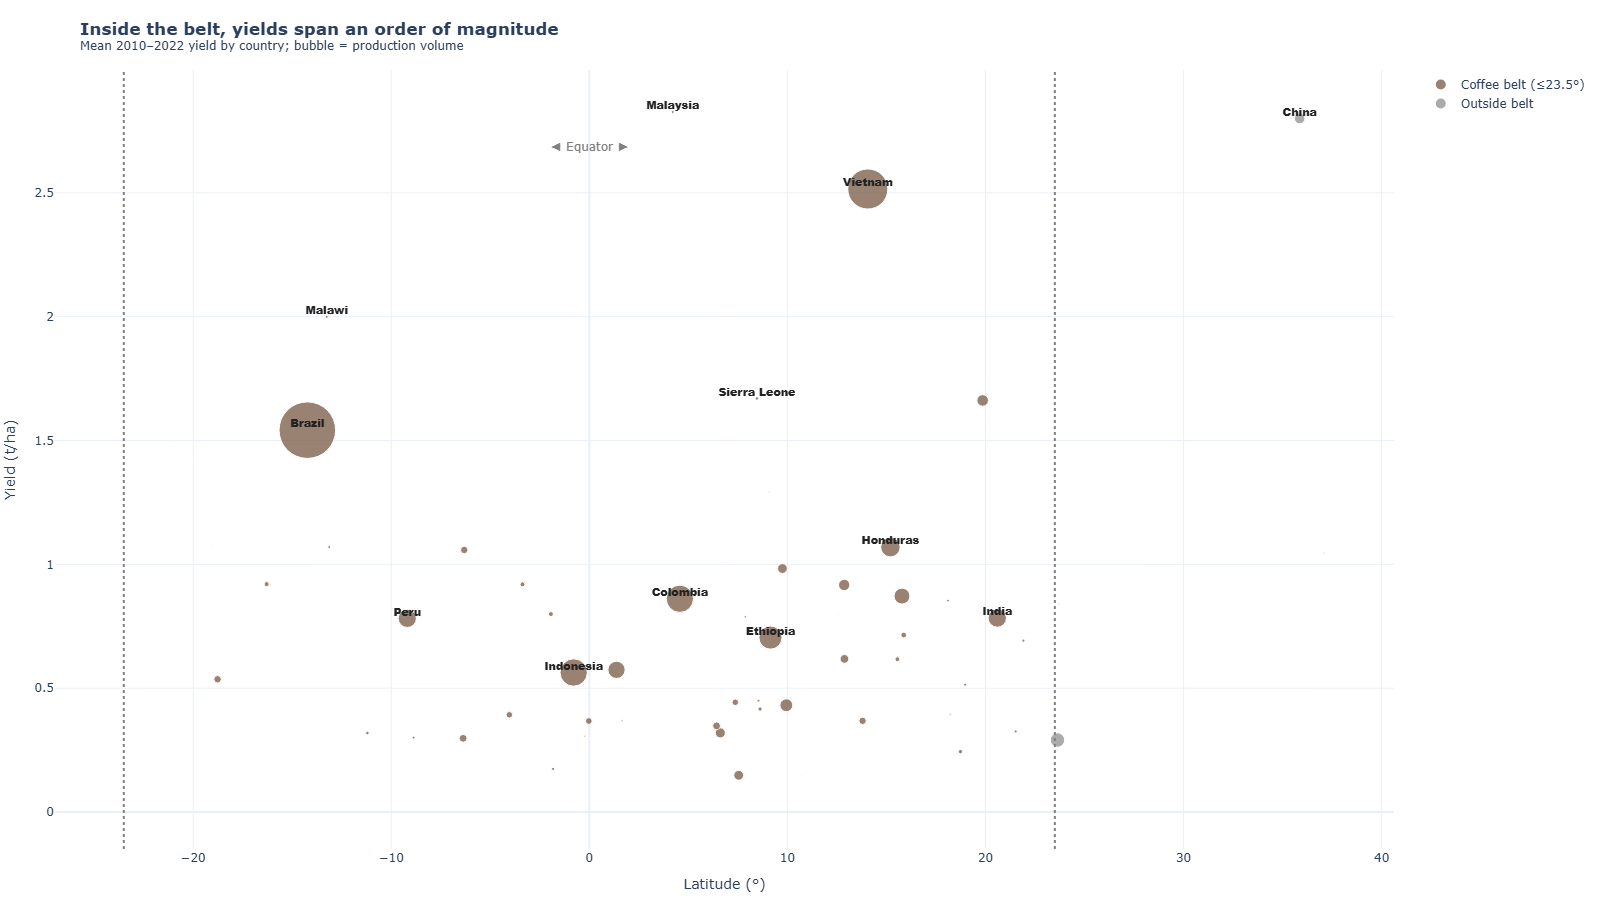 Inside the belt, yields span an order of magnitude
Mean 2010–2022 yield by country; bubble = production volume
Coffee belt (≤23.5°)
Outside belt
Malaysia
China
◄ Equator ►
Vietnam
Malawi
Sierra Leone
Brazil
Honduras
Colombia
Peru
India
Ethiopia
Indonesia
Yield (t/ha)
2.5
2
1.5
1
0.5
0
−20
−10
0
10
20
30
40
Latitude (°)